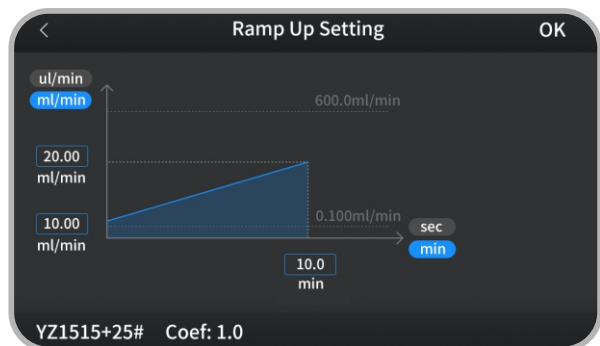 < Ramp Up Setting OK
ul/min
ml/min
600.0ml/min
20.00
ml/min
10.00
ml/min
0.100ml/min
sec
min
10.0
min
YZ1515+25# Coef: 1.0